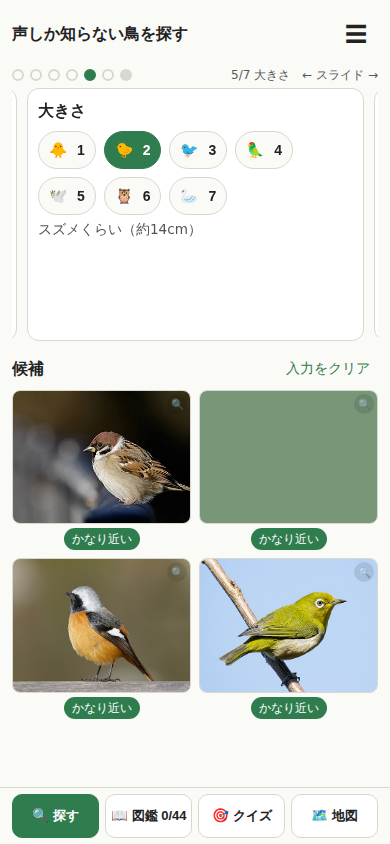 声しか知らない鳥を探す
5/7 大きさ ← スライド →
大きさ
1 2 3 4
5 6 7
スズメくらい（約14cm）
候補 入力をクリア
かなり近い かなり近い
かなり近い かなり近い
探す 図鑑 0/44 クイズ 地図